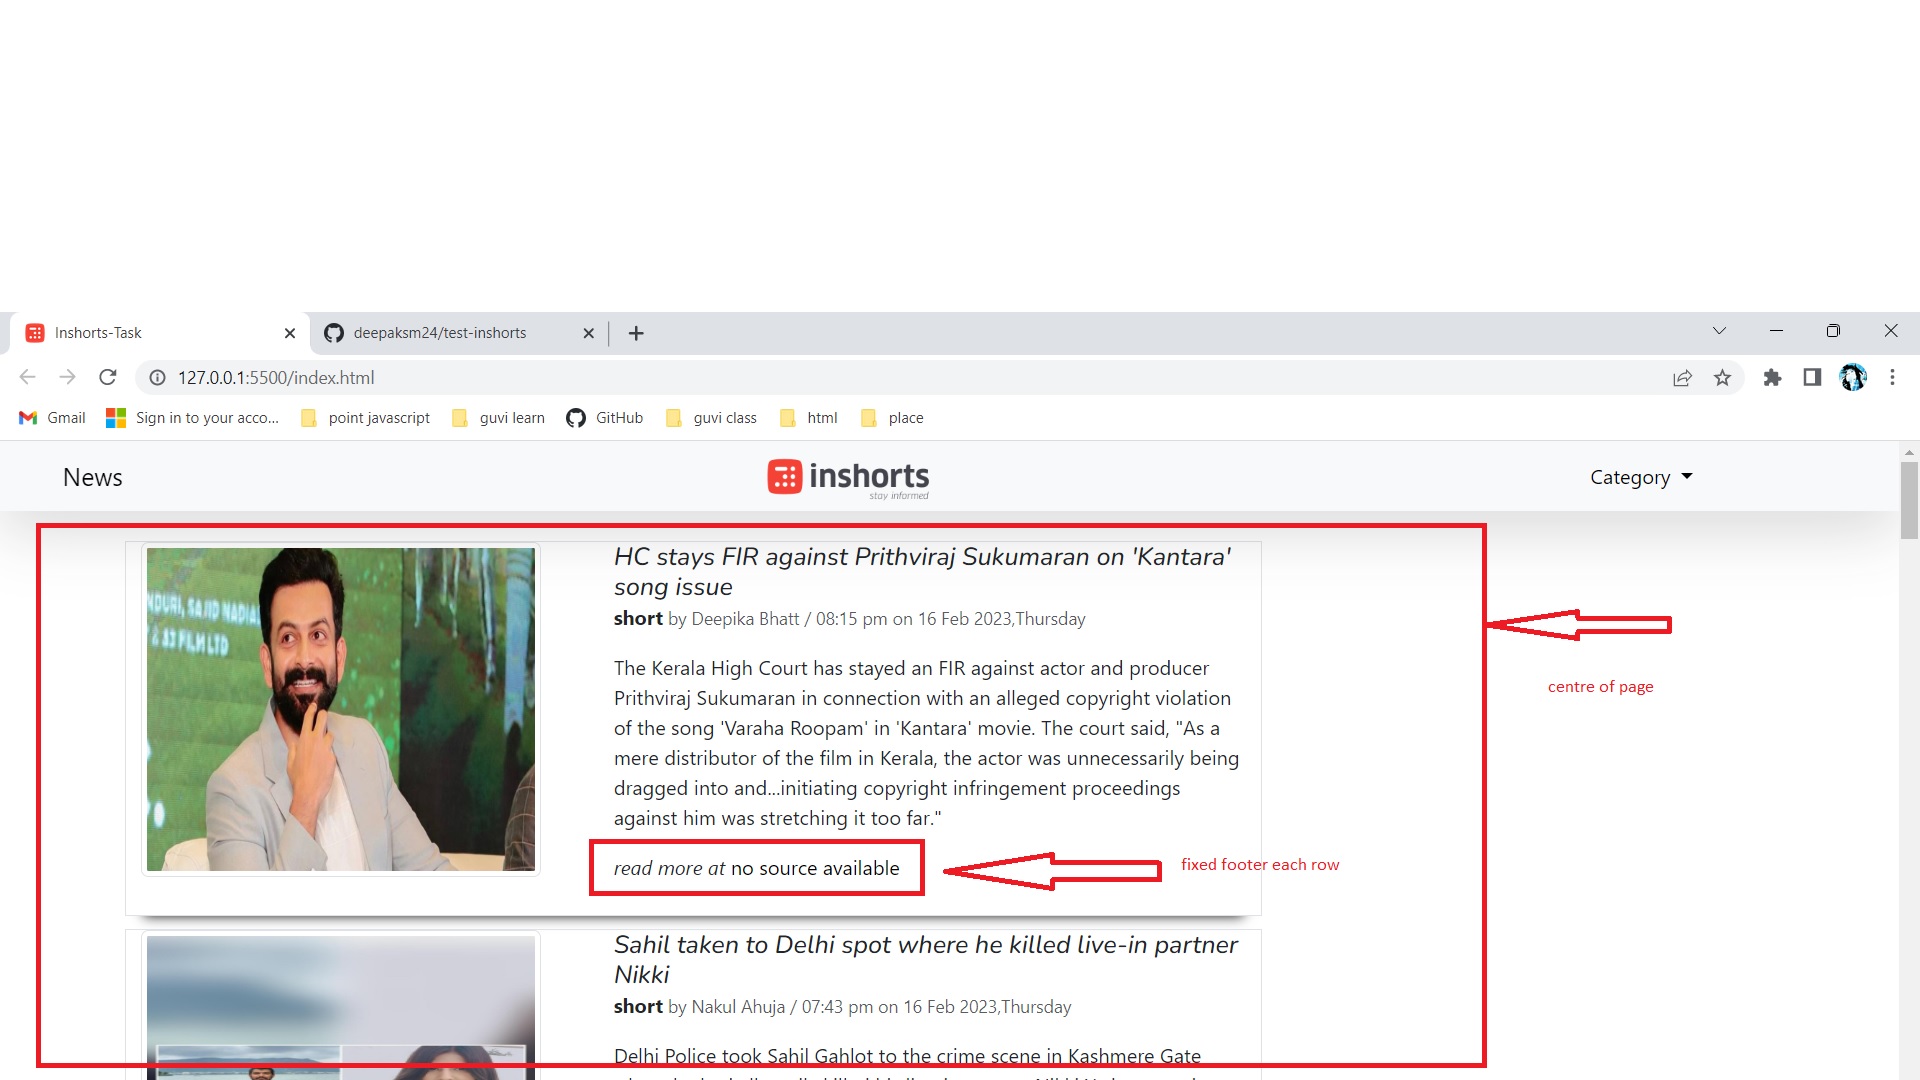 Inshorts-Task
deepaksm24/test-inshorts
127.0.0.1:5500/index.html
Gmail
Sign in to your acco...
point javascript
guvi learn
GitHub
guvi class
html
place
News
inshorts
stay informed
Category
NDURI, SAJID NADIA
& 33 FILM LTD
HC stays FIR against Prithviraj Sukumaran on 'Kantara'
song issue
short by Deepika Bhatt / 08:15 pm on 16 Feb 2023,Thursday
The Kerala High Court has stayed an FIR against actor and producer
Prithviraj Sukumaran in connection with an alleged copyright violation
of the song 'Varaha Roopam' in 'Kantara' movie. The court said, "As a
mere distributor of the film in Kerala, the actor was unnecessarily being
dragged into and...initiating copyright infringement proceedings
against him was stretching it too far."
read more at no source available
centre of page
fixed footer each row
Sahil taken to Delhi spot where he killed live-in partner
Nikki
short by Nakul Ahuja / 07:43 pm on 16 Feb 2023,Thursday
Delhi Police took Sahil Gahlot to the crime scene in Kashmere Gate